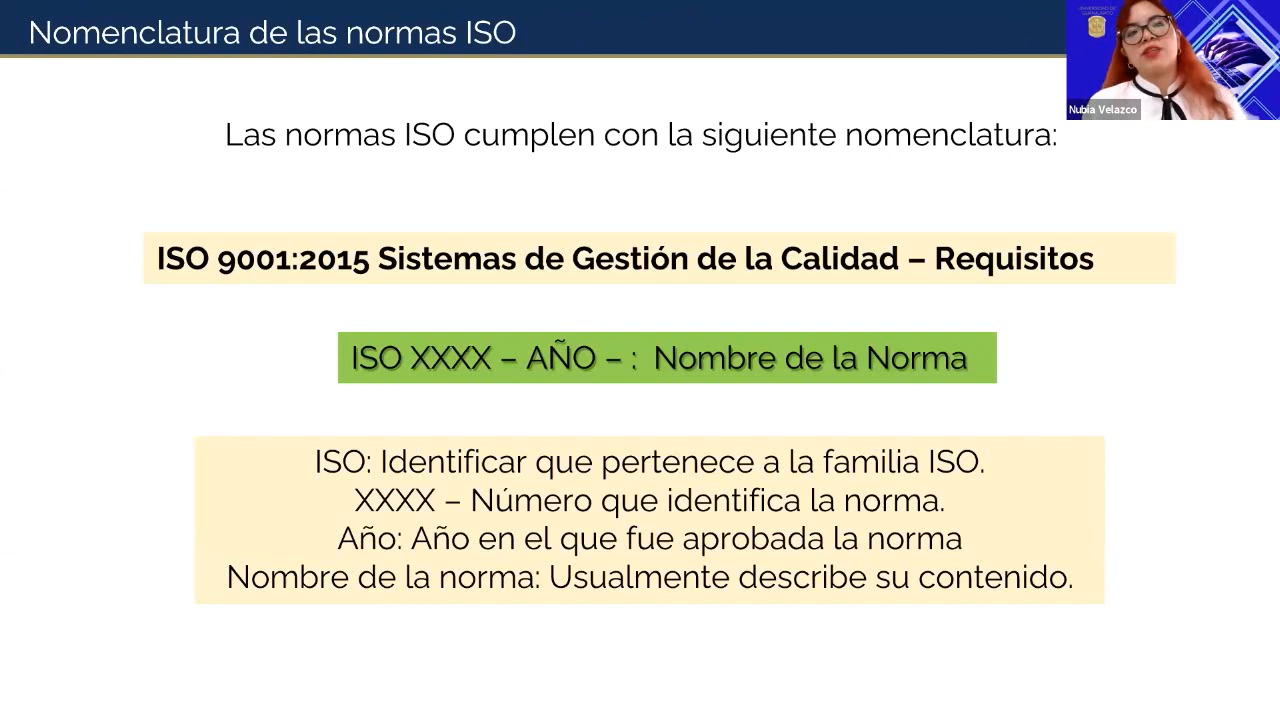 Nomenclatura de las normas ISO
UNIVERSIDAD DE
GUANAJUATO
Nubia Velazco
Las normas ISO cumplen con la siguiente nomenclatura:
ISO 9001:2015 Sistemas de Gestión de la Calidad – Requisitos
ISO XXXX – AÑO – :  Nombre de la Norma
ISO: Identificar que pertenece a la familia ISO.
XXXX – Número que identifica la norma.
Año: Año en el que fue aprobada la norma
Nombre de la norma: Usualmente describe su contenido.